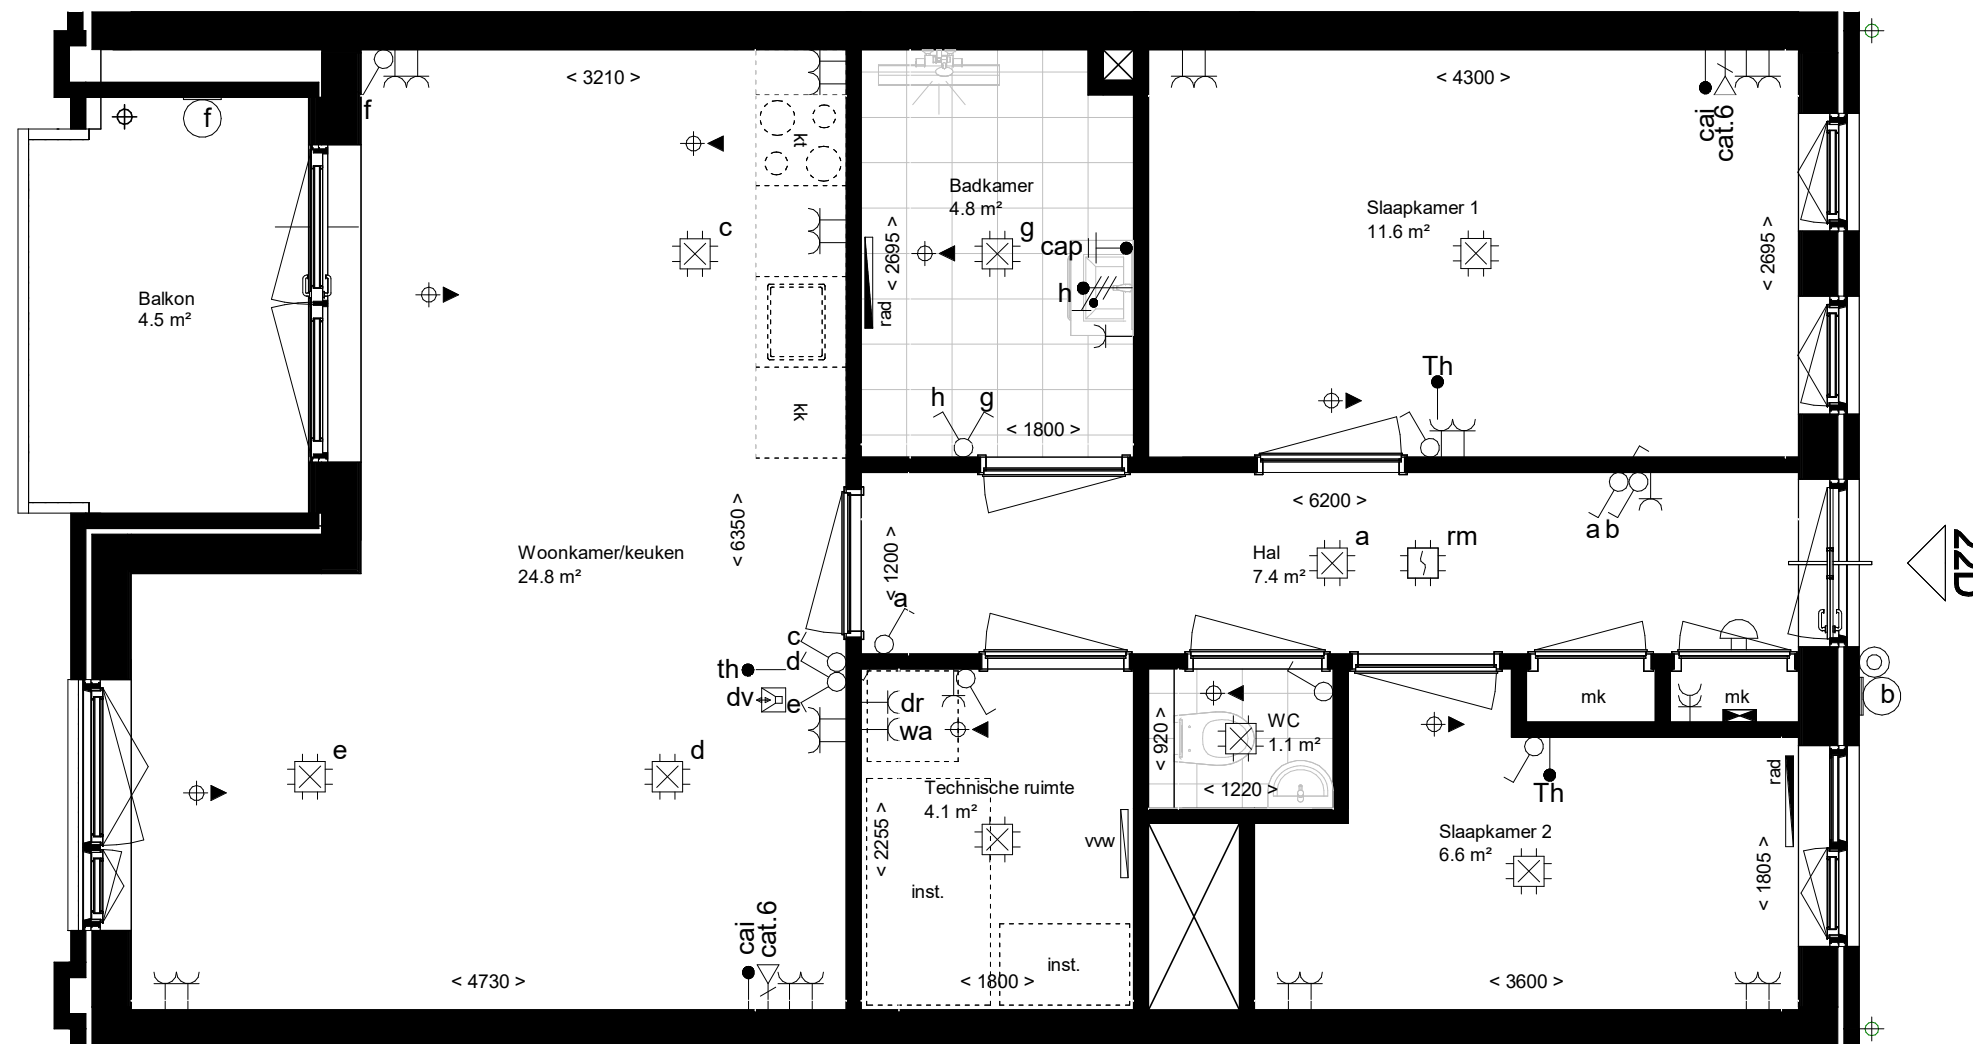 < 3210 >
< 4300 >
f
f
kt
cai
cat.6
Badkamer
4.8 m²
c
g
cap
h
< 2695 >
rad
Slaapkamer 1
11.6 m²
< 2695 >
Balkon
4.5 m²
kk
h
g
< 1800 >
Th
< 6350 >
< 6200 >
a b
Woonkamer/keuken
24.8 m²
< 1200 >
a
Hal
7.4 m²
a
rm
c
d
e
th
dv
dr
wa
< 920 >
WC
1.1 m²
< 1220 >
mk
mk
b
e
d
Technische ruimte
4.1 m²
< 2255 >
vvw
inst.
inst.
Th
rad
Slaapkamer 2
6.6 m²
< 1805 >
cai
cat.6
< 4730 >
< 1800 >
< 3600 >